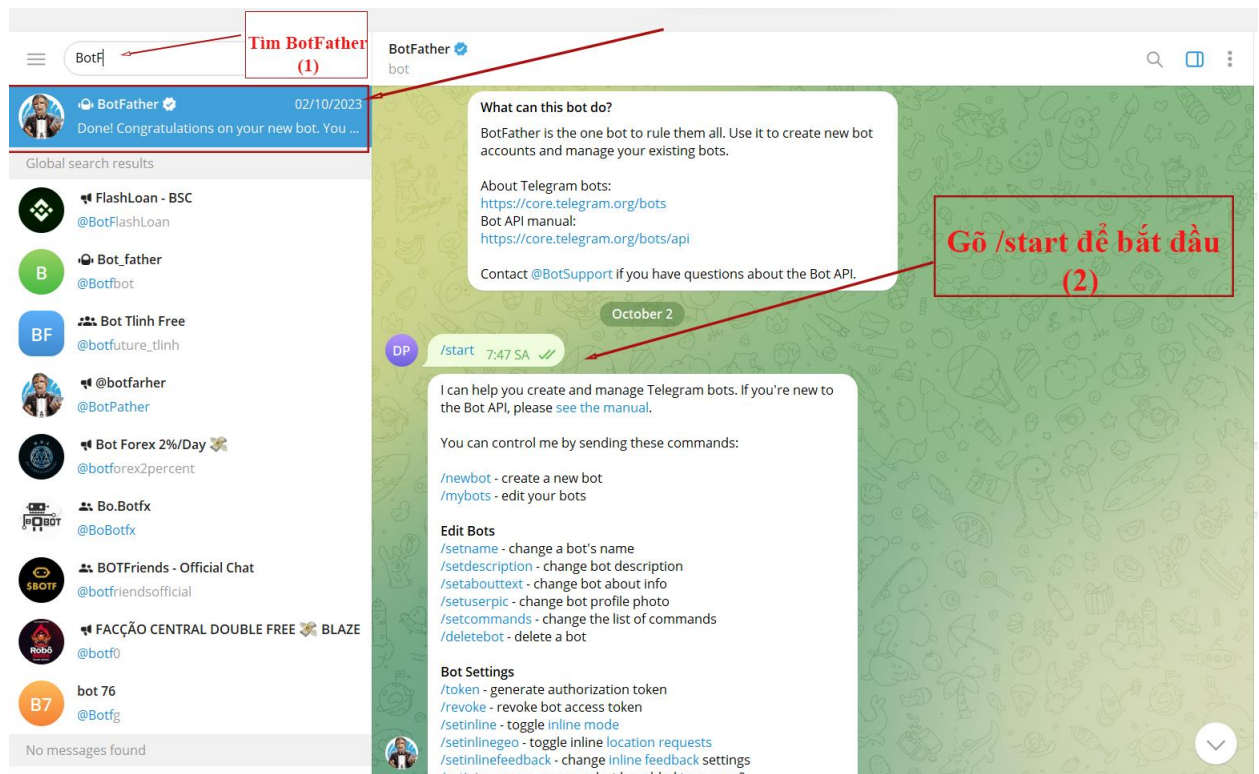 BotF
Tìm BotFather
(1)
BotFather
bot
BotFather 02/10/2023
Done! Congratulations on your new bot. You ...
Global search results
FlashLoan - BSC
@BotFlashLoan
B
Bot_father
@Botfbot
BF
Bot Tlinh Free
@botfuture_tlinh
@botfarher
@BotPather
Bot Forex 2%/Day 💸
@botforex2percent
BOBOT
Bo.Botfx
@BoBotfx
$BOTF
BOTFriends - Official Chat
@botfriendsofficial
Robô
FACÇÃO CENTRAL DOUBLE FREE 💸 BLAZE
@botf0
B7
bot 76
@Botfg
No messages found
What can this bot do?
BotFather is the one bot to rule them all. Use it to create new bot
accounts and manage your existing bots.
About Telegram bots:
https://core.telegram.org/bots
Bot API manual:
https://core.telegram.org/bots/api
Contact @BotSupport if you have questions about the Bot API.
Gõ /start để bắt đầu
(2)
October 2
DP
/start 7:47 SA
I can help you create and manage Telegram bots. If you're new to
the Bot API, please see the manual.
You can control me by sending these commands:
/newbot - create a new bot
/mybots - edit your bots
Edit Bots
/setname - change a bot's name
/setdescription - change bot description
/setabouttext - change bot about info
/setuserpic - change bot profile photo
/setcommands - change the list of commands
/deletebot - delete a bot
Bot Settings
/token - generate authorization token
/revoke - revoke bot access token
/setinline - toggle inline mode
/setinlinegeo - toggle inline location requests
/setinlinefeedback - change inline feedback settings